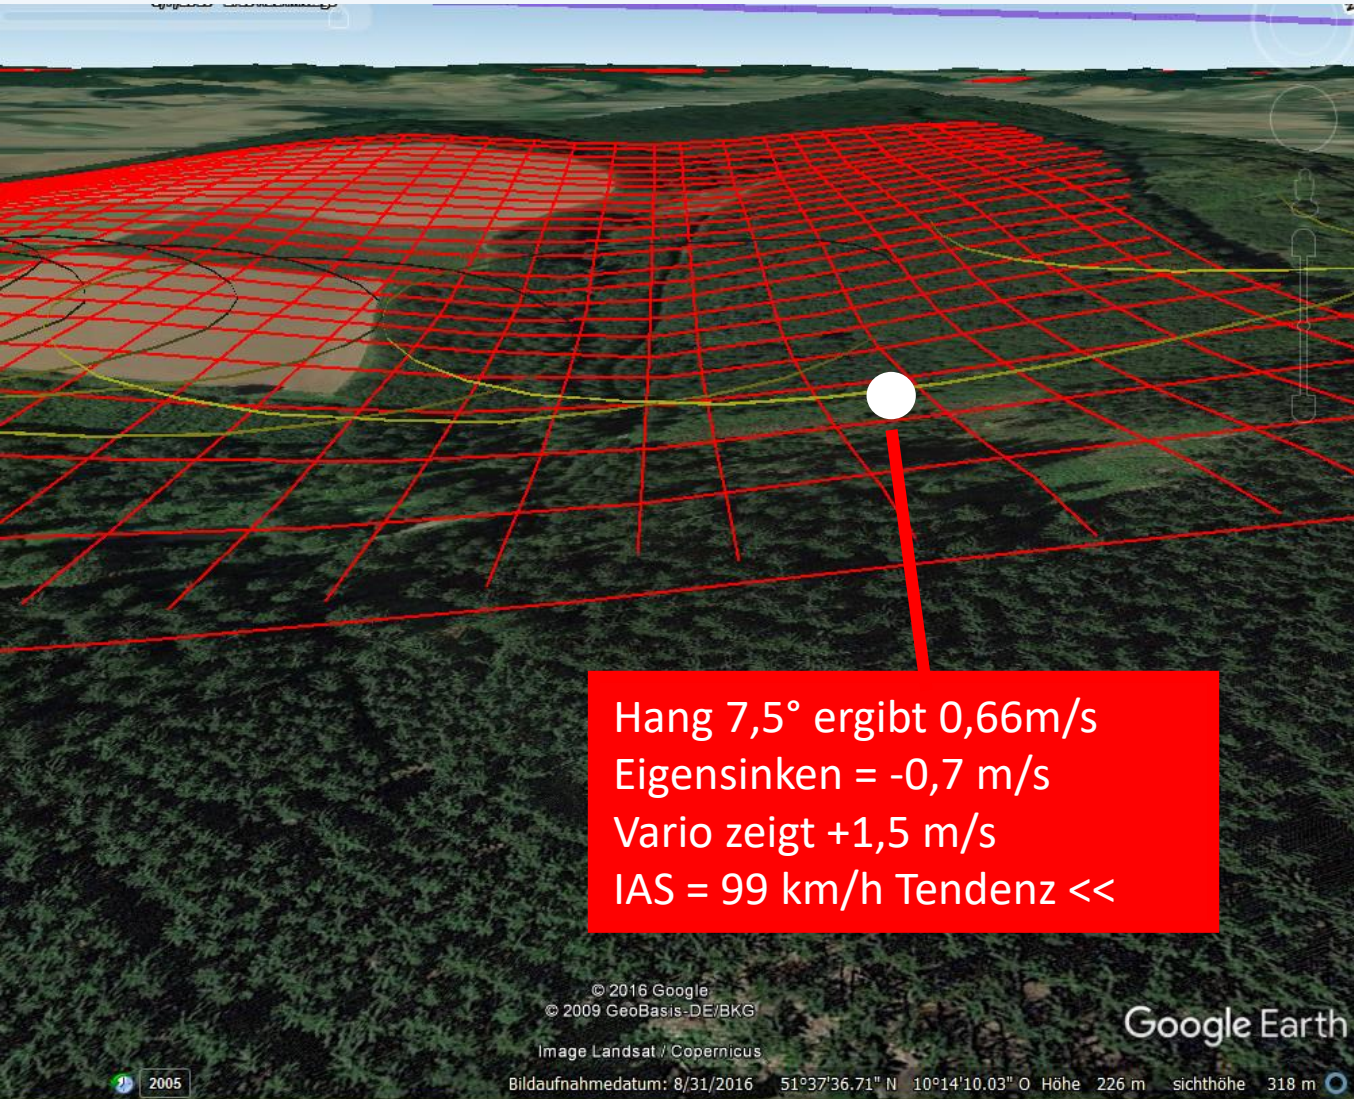 Hang 7,5° ergibt 0,66m/s
Eigensinken = -0,7 m/s
Vario zeigt +1,5 m/s
IAS = 99 km/h Tendenz <<
© 2016 Google
© 2009 GeoBasis-DE/BKG
Image Landsat / Copernicus
Google Earth
2005
Bildaufnahmedatum: 8/31/2016 51°37'36.71" N 10°14'10.03" O Höhe 226 m sichthöhe 318 m